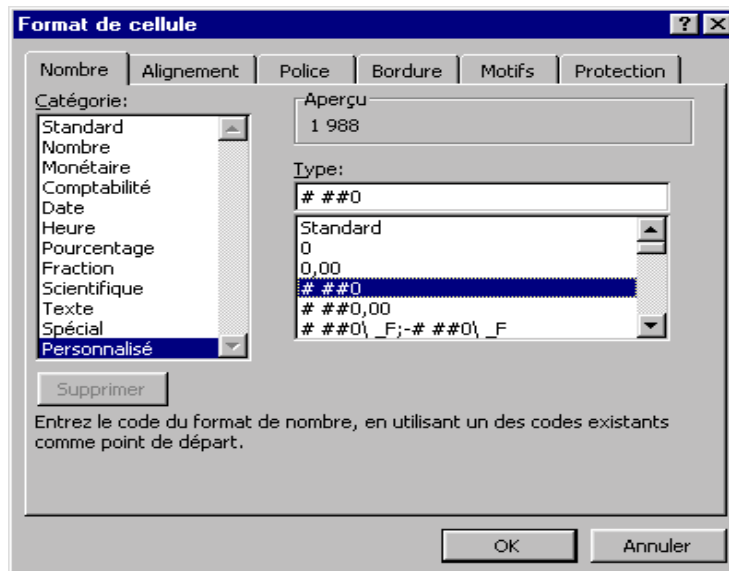 Format de cellule
Nombre Alignement Police Bordure Motifs Protection
Catégorie:
Standard
Nombre
Monétaire
Comptabilité
Date
Heure
Pourcentage
Fraction
Scientifique
Texte
Spécial
Personnalisé
Aperçu
1 988
Type:
# ##0
Standard
0
0,00
# ##0
# ##0,00
# ##0\ _F;-# ##0\ _F
Supprimer
Entrez le code du format de nombre, en utilisant un des codes existants
comme point de départ.
OK Annuler